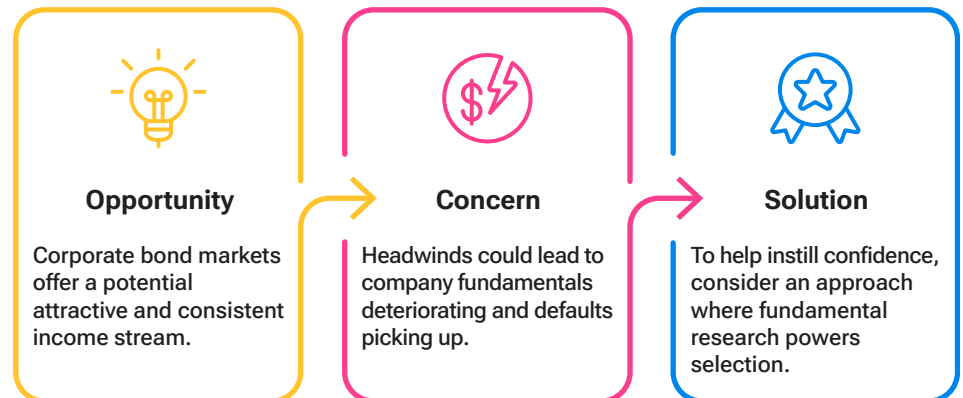 Opportunity
Corporate bond markets
offer a potential
attractive and consistent
income stream.
$
Concern
Headwinds could lead to
company fundamentals
deteriorating and defaults
picking up.
Solution
To help instill confidence,
consider an approach
where fundamental
research powers
selection.